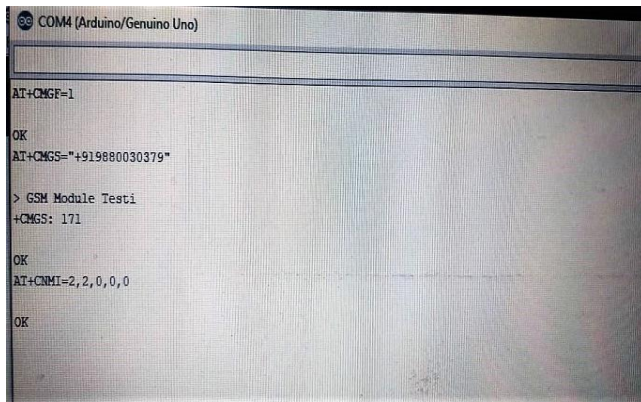 COM4 (Arduino/Genuino Uno)
AT+CMGF=1
OK
AT+CMGS="+919880030379"
> GSM Module Testi
+CMGS: 171
OK
AT+CNMI=2,2,0,0,0
OK